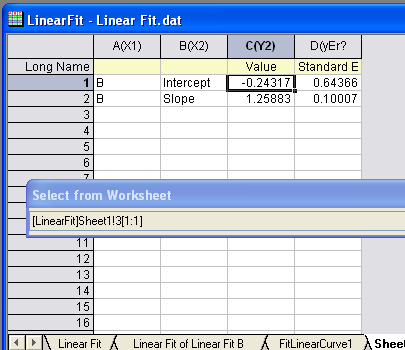 LinearFit - Linear Fit.dat
A(X1) B(X2) C(Y2) D(yEr?
Long Name Value Standard E
1 B Intercept -0.24317 0.64366
2 B Slope 1.25883 0.10007
3
4
5
6
7
Select from Worksheet
[LinearFit]Sheet1!3[1:1]
11
12
13
14
15
16
Linear Fit Linear Fit of Linear Fit B FitLinearCurve1 Shee